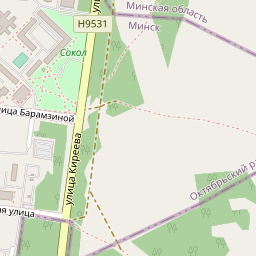 Минская область
Минск
H9531
Сокол
улица Барамзиной
улица Киреева
Октябрьский р
ая улица